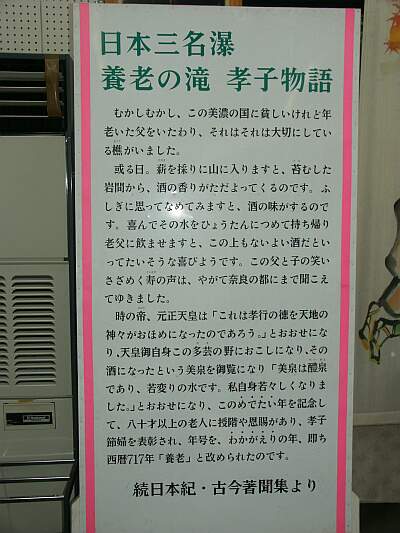 日本三名瀑
養老の滝 孝子物語
むかしむかし、この美濃の国に貧しいけれど年
老いた父をいたわり、それはそれは大切にしてい
る樵がいました。
或る日。薪を採りに山に入りますと、苔むした
岩間から、酒の香りがただよってくるのです。ふ
しぎに思ってなめてみますと、酒の味がするので
す。喜んでその水をひょうたんにつめて持ち帰り
老父に飲ませますと、この上もないよい酒だとい
ってたいそうな喜びようです。この父と子の笑い
さざめく寿の声は、やがて奈良の都にまで聞こえ
てゆきました。
時の帝、元正天皇は「これは孝行の徳を天地の
神々がおほめになったのであろう。」とおおせにな
り、天皇御自身この多芸の野におこしになり、その
酒になったという美泉を御覧になり「美泉は醴泉
であり、若変りの水です。私自身若々しくなりま
した。」とおおせになり、このめでたい年を記念し
て、八十才以上の老人に授階や恩賜があり、孝子
節婦を表彰され、年号を、わかがえりの年、即ち
西暦717年「養老」と改められたのです。
続日本紀・古今著聞集より